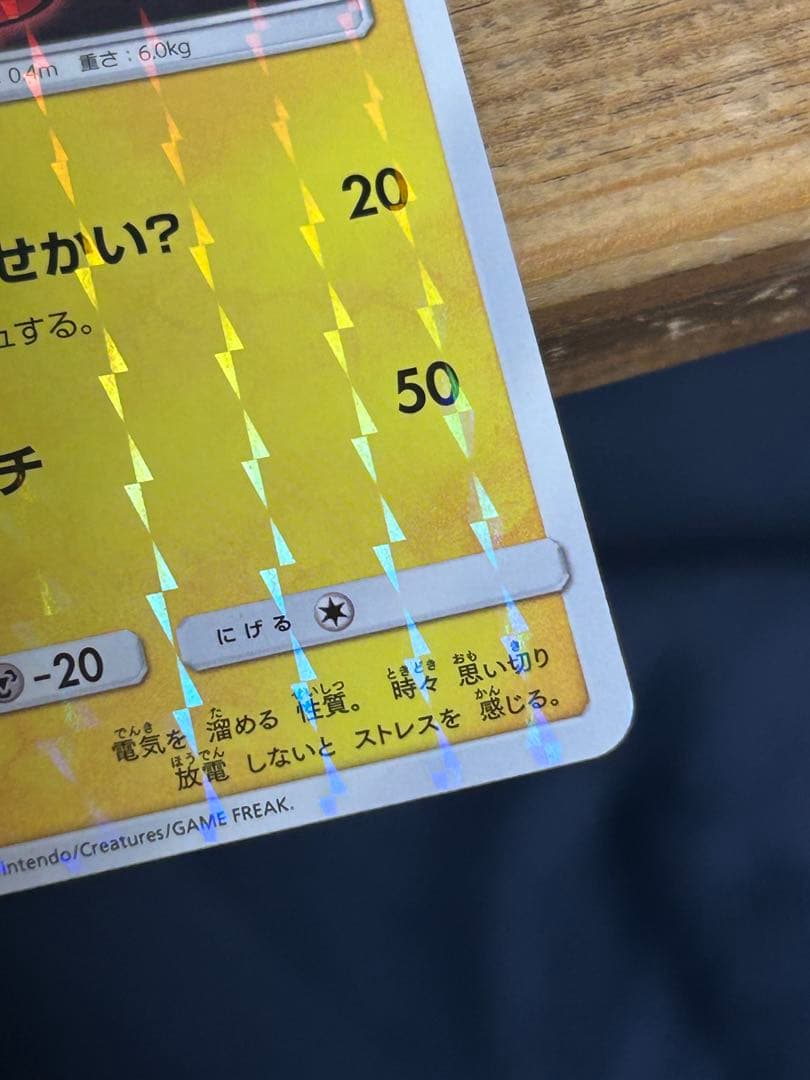 0.4m 重さ：6.0kg
せかい? 20
ュする。
50
チ
にげる
-20
電気を 溜める 性質。 時々 思い切り
放電 しないと ストレスを 感じる。
intendo/Creatures/GAME FREAK.